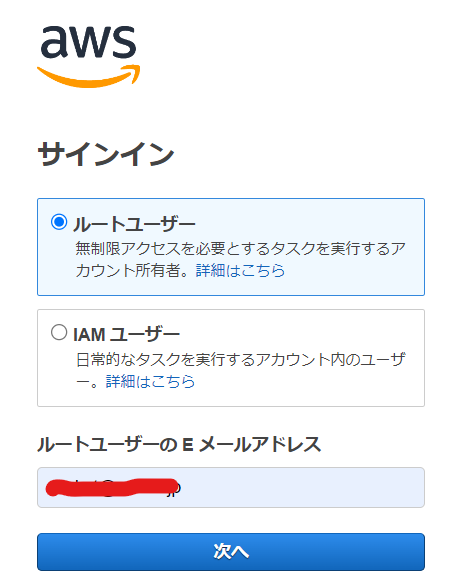 aws
サインイン
ルートユーザー
無制限アクセスを必要とするタスクを実行するア
カウント所有者。詳細はこちら
IAM ユーザー
日常的なタスクを実行するアカウント内のユーザ
ー。詳細はこちら
ルートユーザーの E メールアドレス
次へ